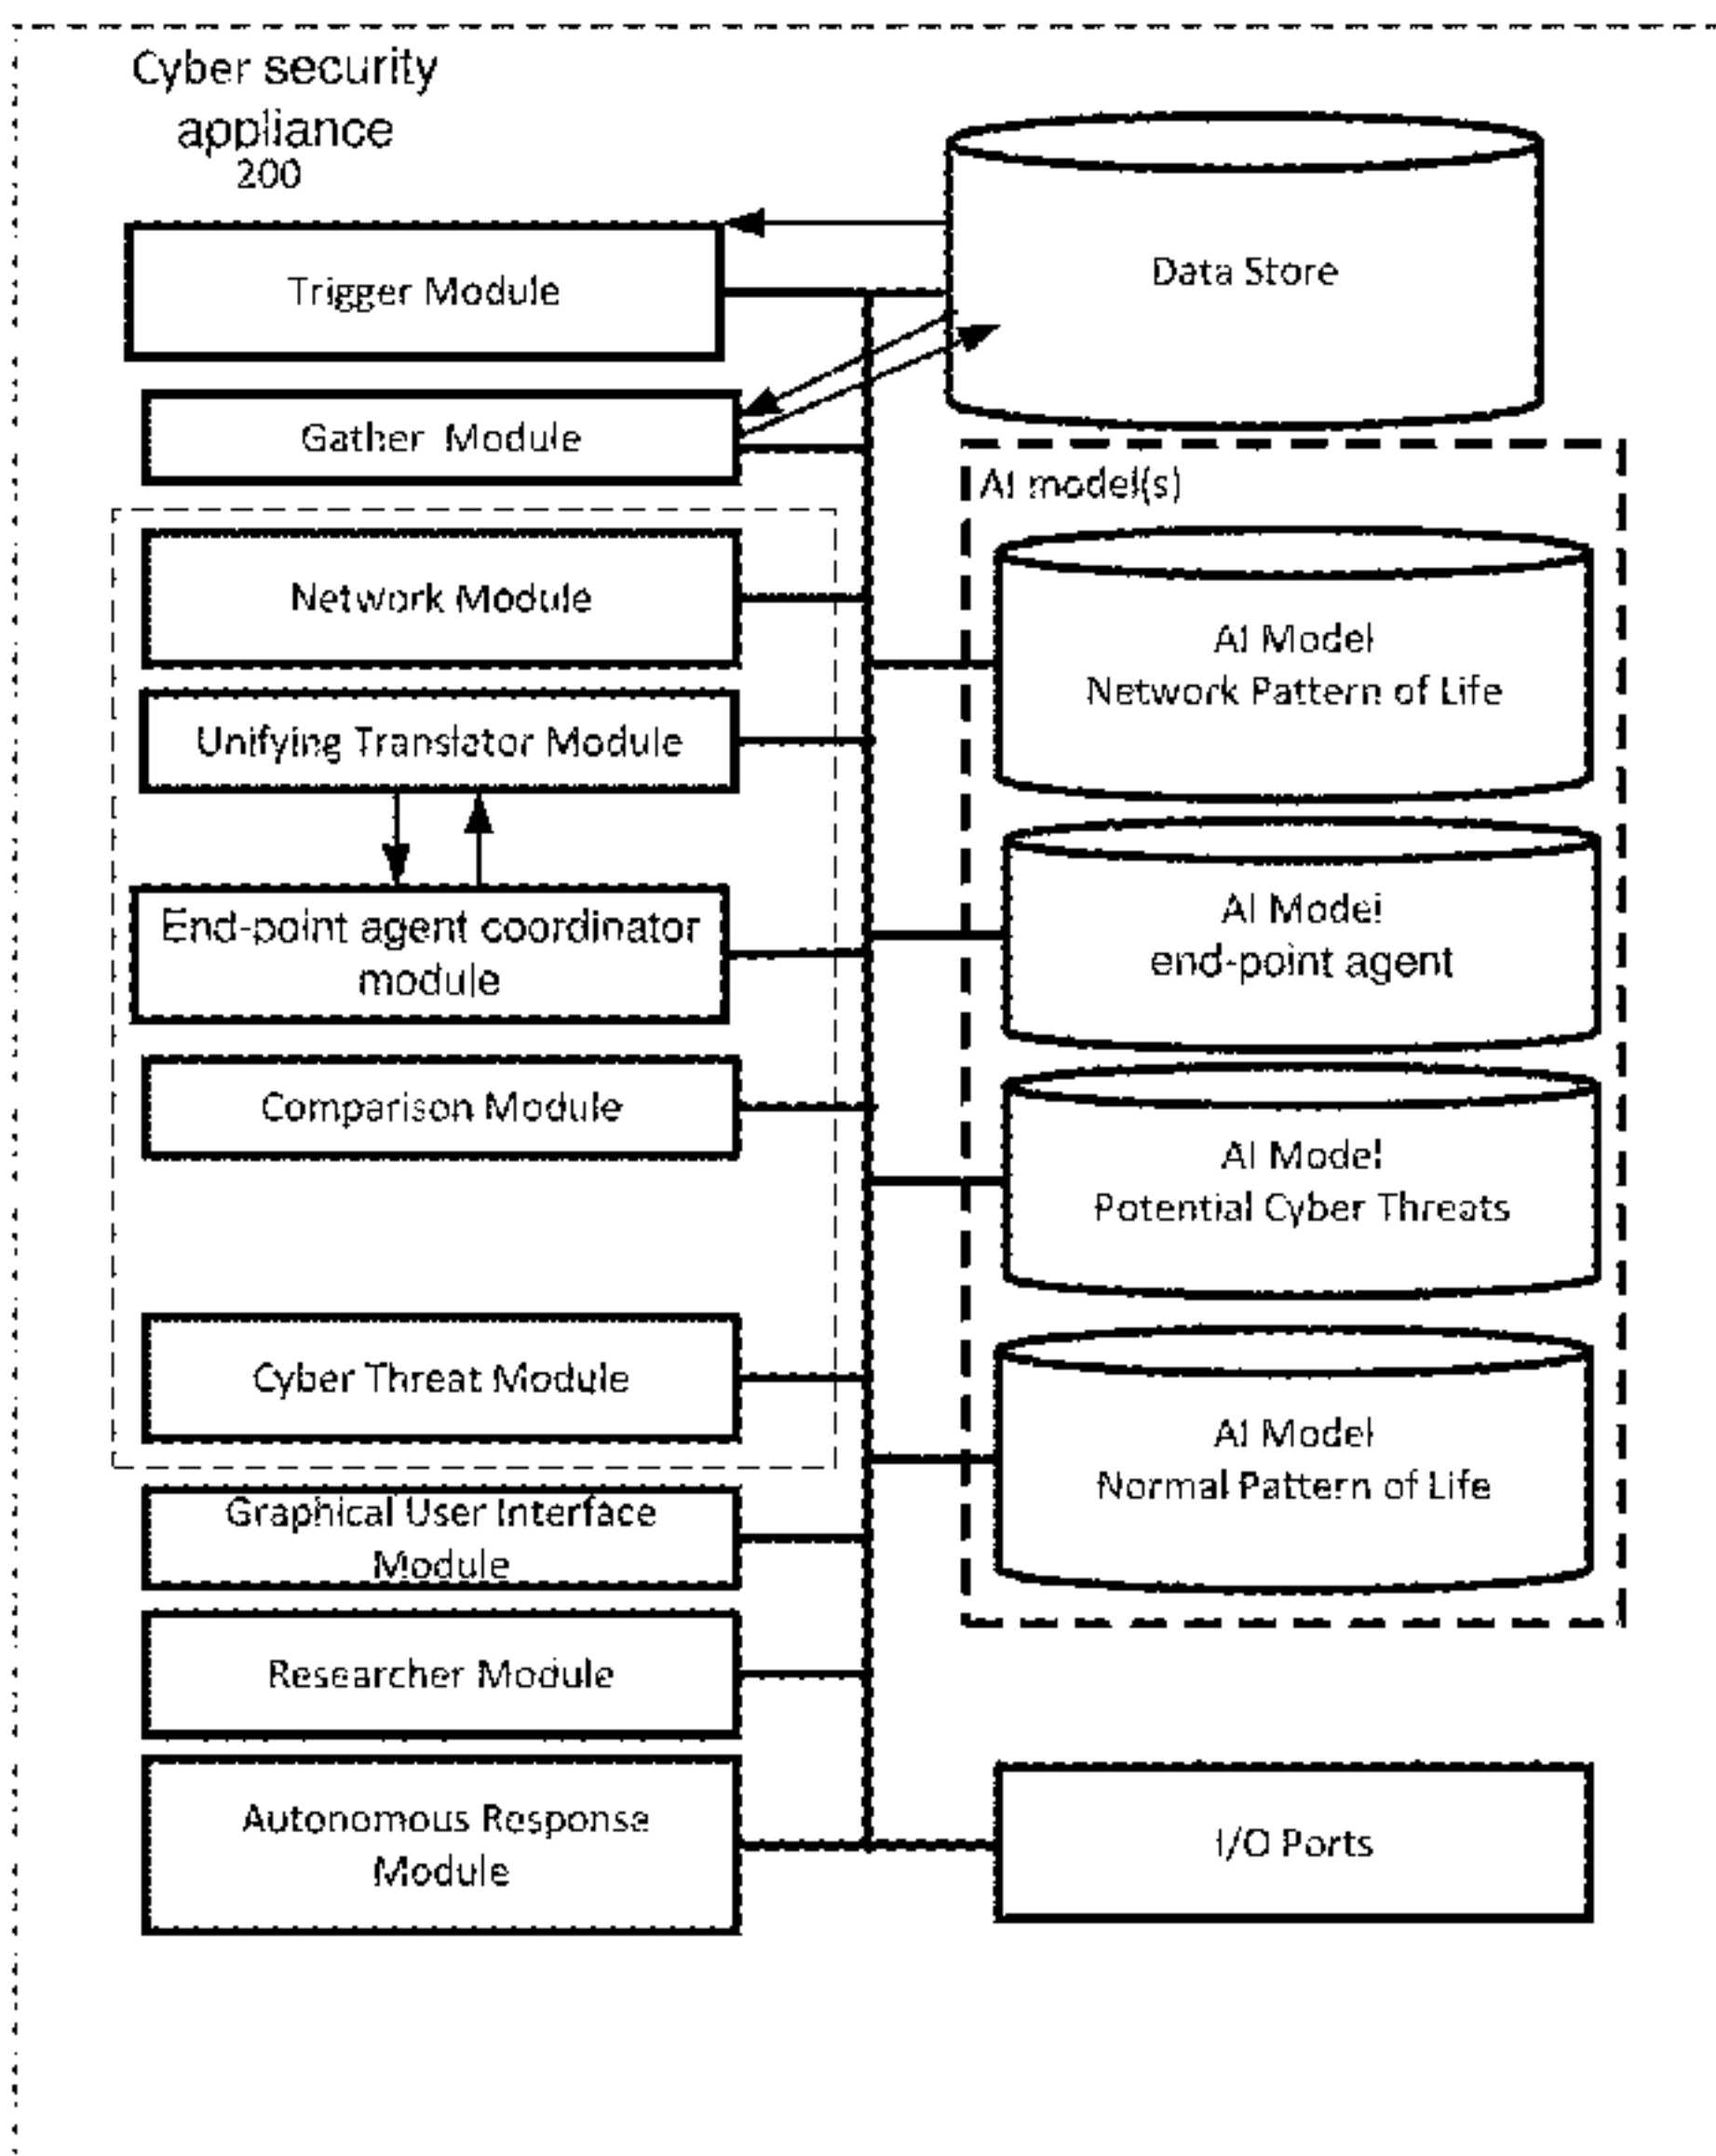 Cyber security
appliance
200
Trigger Module
Data Store
Gather Module
AI model(s)
Network Module
AI Model
Network Pattern of Life
Unifying Translator Module
End-point agent coordinator
module
AI Model
end-point agent
Comparison Module
AI Model
Potential Cyber Threats
Cyber Threat Module
AI Model
Normal Pattern of Life
Graphical User Interface
Module
Researcher Module
Autonomous Response
Module
I/O Ports